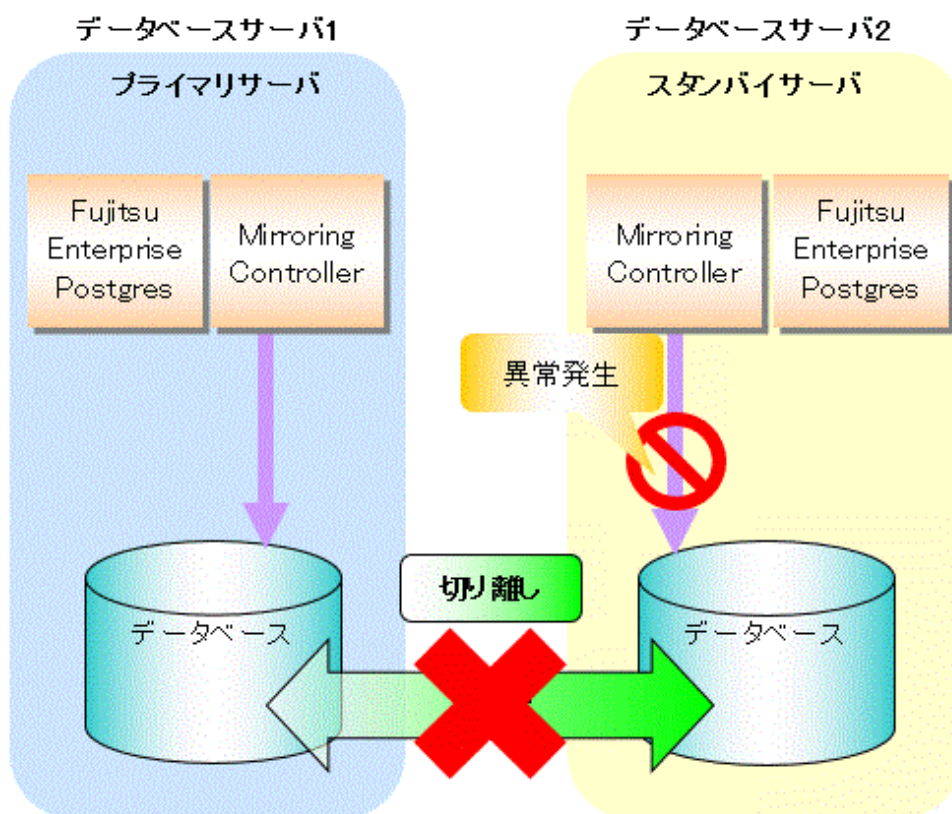 データベースサーバ1
データベースサーバ2
プライマリサーバ
スタンバイサーバ
Fujitsu
Enterprise
Postgres
Mirroring
Controller
Mirroring
Controller
Fujitsu
Enterprise
Postgres
異常発生
切り離し
データベース
データベース